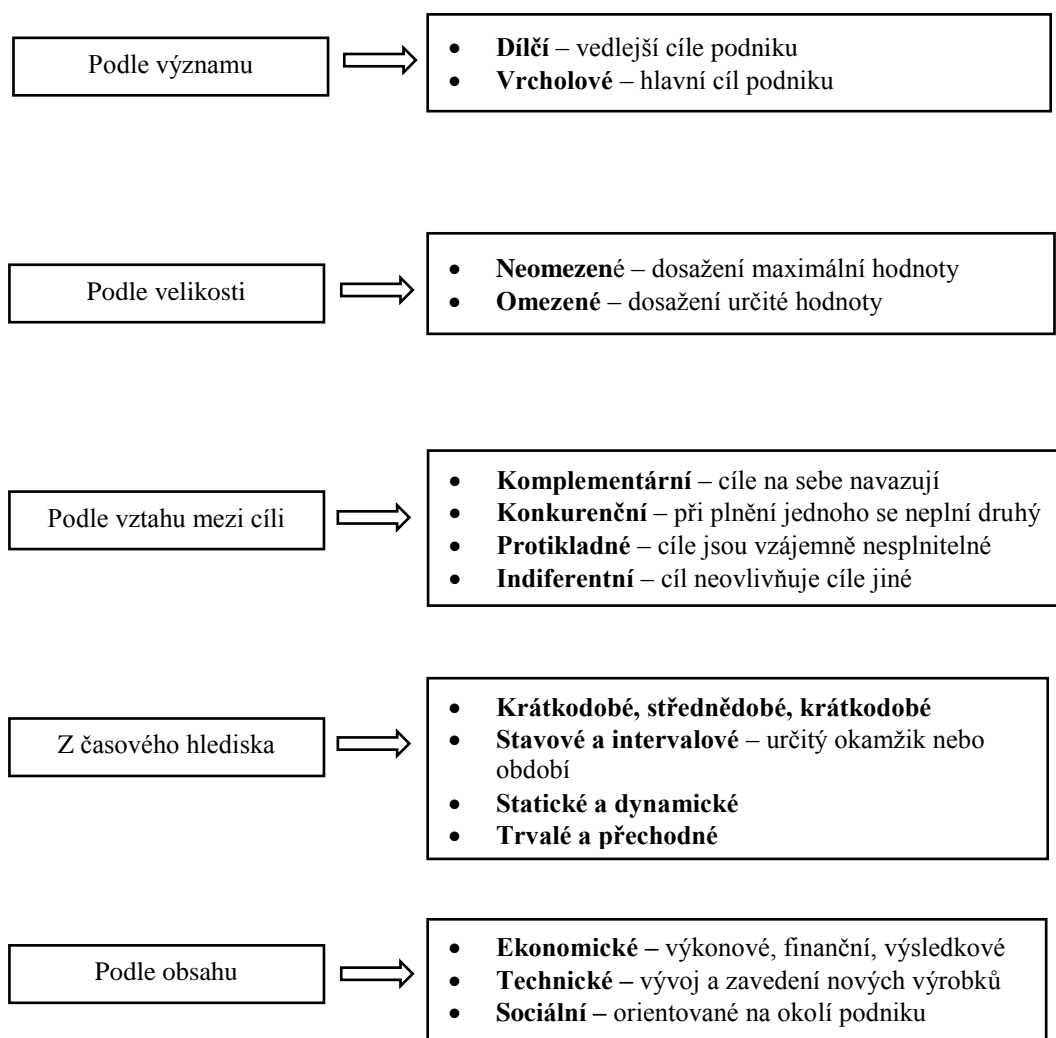 Podle významu
• Dílčí – vedlejší cíle podniku
• Vrcholové – hlavní cíl podniku
Podle velikosti
• Neomezené – dosažení maximální hodnoty
• Omezené – dosažení určité hodnoty
Podle vztahu mezi cíli
• Komplementární – cíle na sebe navazují
• Konkurenční – při plnění jednoho se neplní druhý
• Protikladné – cíle jsou vzájemně nesplnitelné
• Indiferentní – cíl neovlivňuje cíle jiné
Z časového hlediska
• Krátkodobé, střednědobé, krátkodobé
• Stavové a intervalové – určitý okamžik nebo
období
• Statické a dynamické
• Trvalé a přechodné
Podle obsahu
• Ekonomické – výkonové, finanční, výsledkové
• Technické – vývoj a zavedení nových výrobků
• Sociální – orientované na okolí podniku